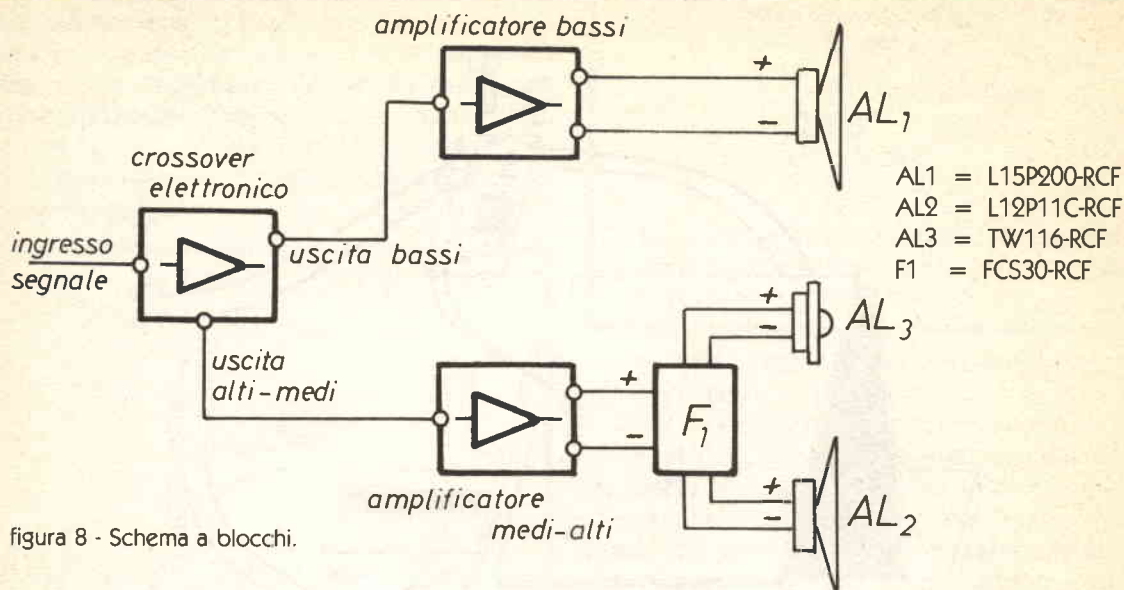 amplificatore bassi
+
−
AL1
crossover
elettronico
ingresso
segnale
uscita bassi
AL1 = L15P200-RCF
AL2 = L12P11C-RCF
AL3 = TW116-RCF
F1 = FCS30-RCF
uscita
alti-medi
+
−
F1
+
−
AL3
+
−
AL2
amplificatore
medi-alti
figura 8 - Schema a blocchi.